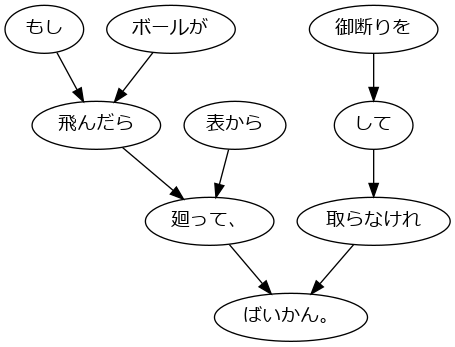 もし
ボールが
御断りを
飛んだら
表から
して
廻って、
取らなけれ
ばいかん。